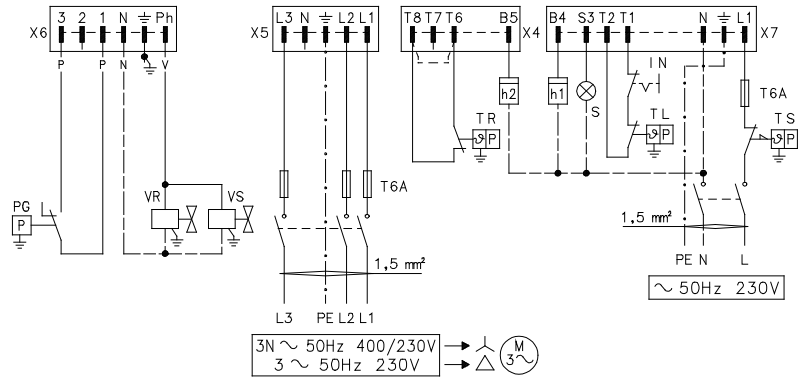 X6 3 2 1 N Ph
X5 L3 N L2 L1
T8 T7 T6 B5 X4
B4 S3 T2 T1 N L1 X7
P P N V
IN
h2 h1
T6A
S
TR
ϑ P
TL
ϑ P
TS
ϑ P
T6A
PG
P
VR VS
1,5 mm²
1,5 mm²
L3 PE L2 L1
PE N L
~ 50Hz 230V
3N ~ 50Hz 400/230V
3 ~ 50Hz 230V
M
3~